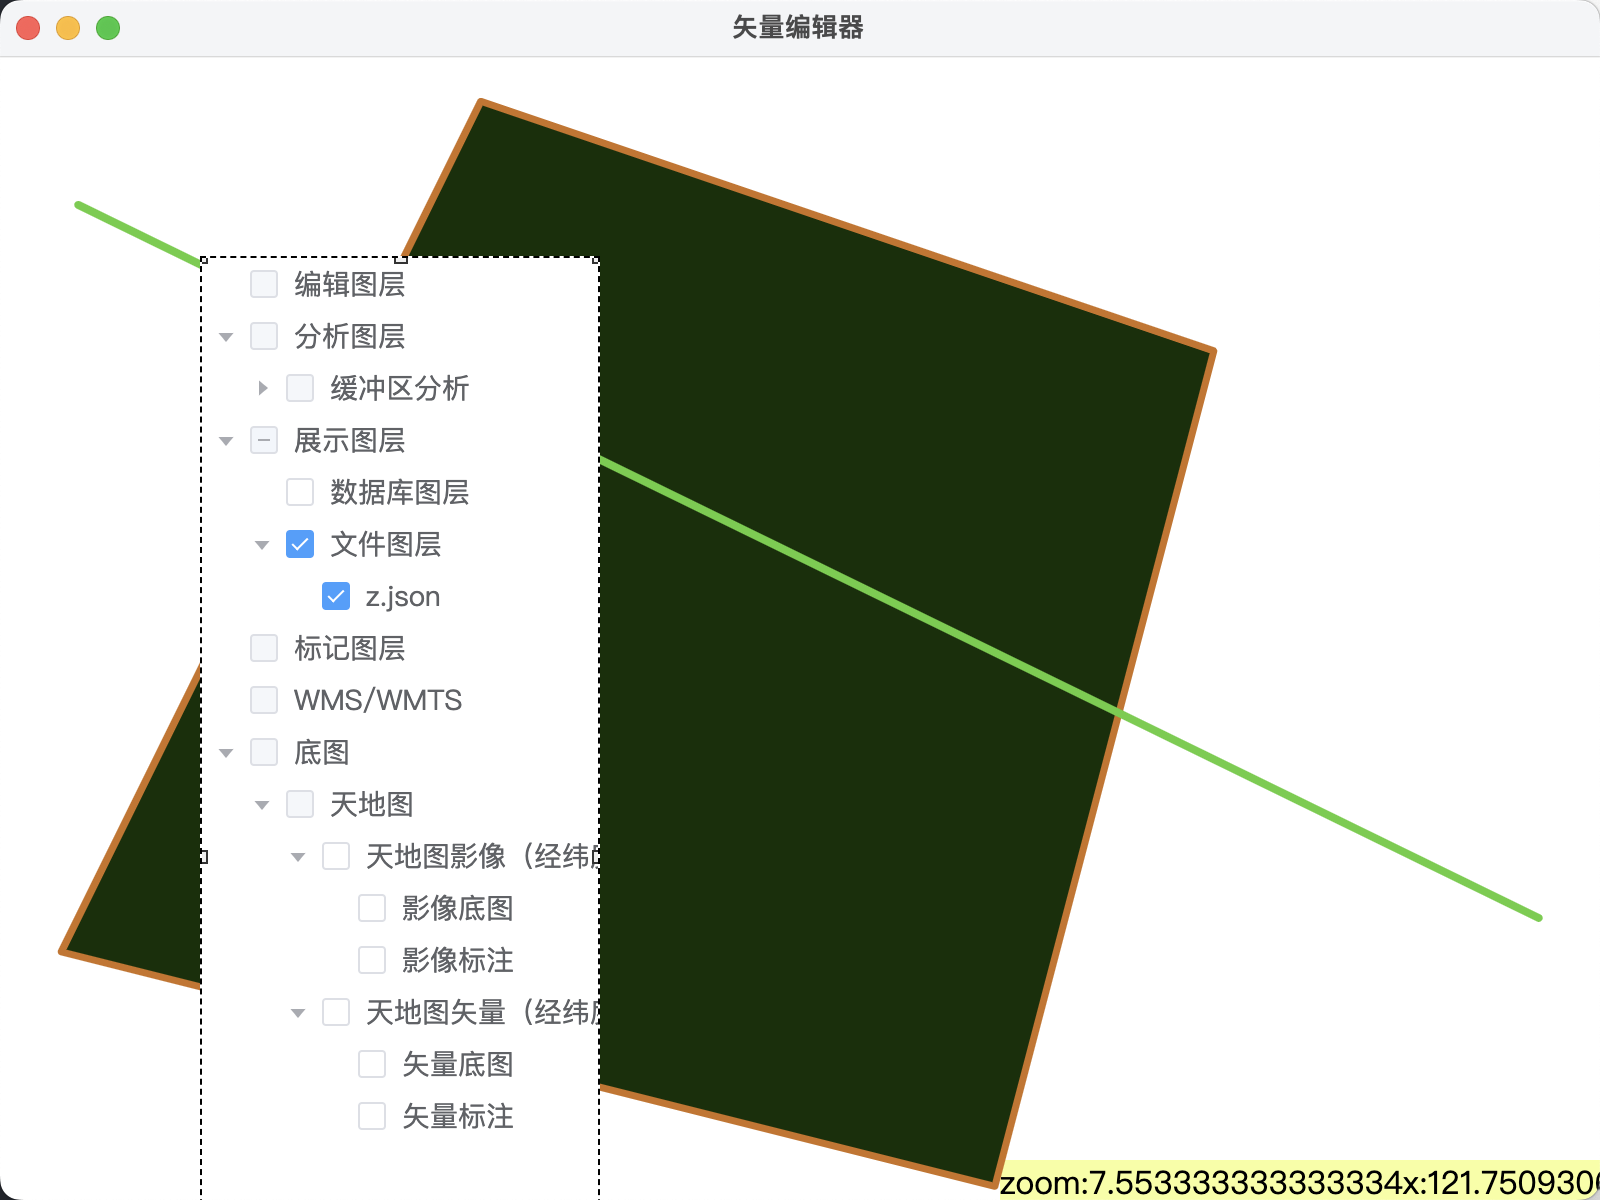 矢量编辑器
编辑图层
分析图层
缓冲区分析
展示图层
数据库图层
文件图层
z.json
标记图层
WMS/WMTS
底图
天地图
天地图影像（经纬
影像底图
影像标注
天地图矢量（经纬
矢量底图
矢量标注
zoom:7.553333333333334x:121.750930